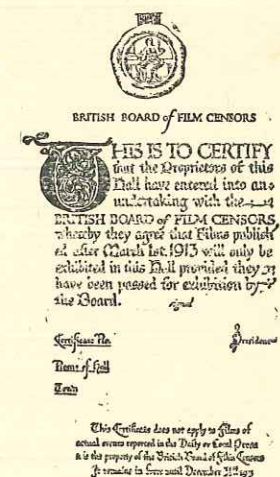 BRITISH BOARD of FILM CENSORS
THIS IS TO CERTIFY
that the Proprietors of this
Hall have entered into an
undertaking with the
BRITISH BOARD of FILM CENSORS,
whereby they agree that Films publish
ed after March 1st. 1913 will only be
exhibited in this Hall provided they
have been passed for exhibition by
the Board.
signed
Certificate No.
President
Name of Hall
Town
This Certificate does not apply to films of
actual events reported in the Daily or Local Press
& is the property of the British Board of Film Censors
It remains in force until December 31st 191